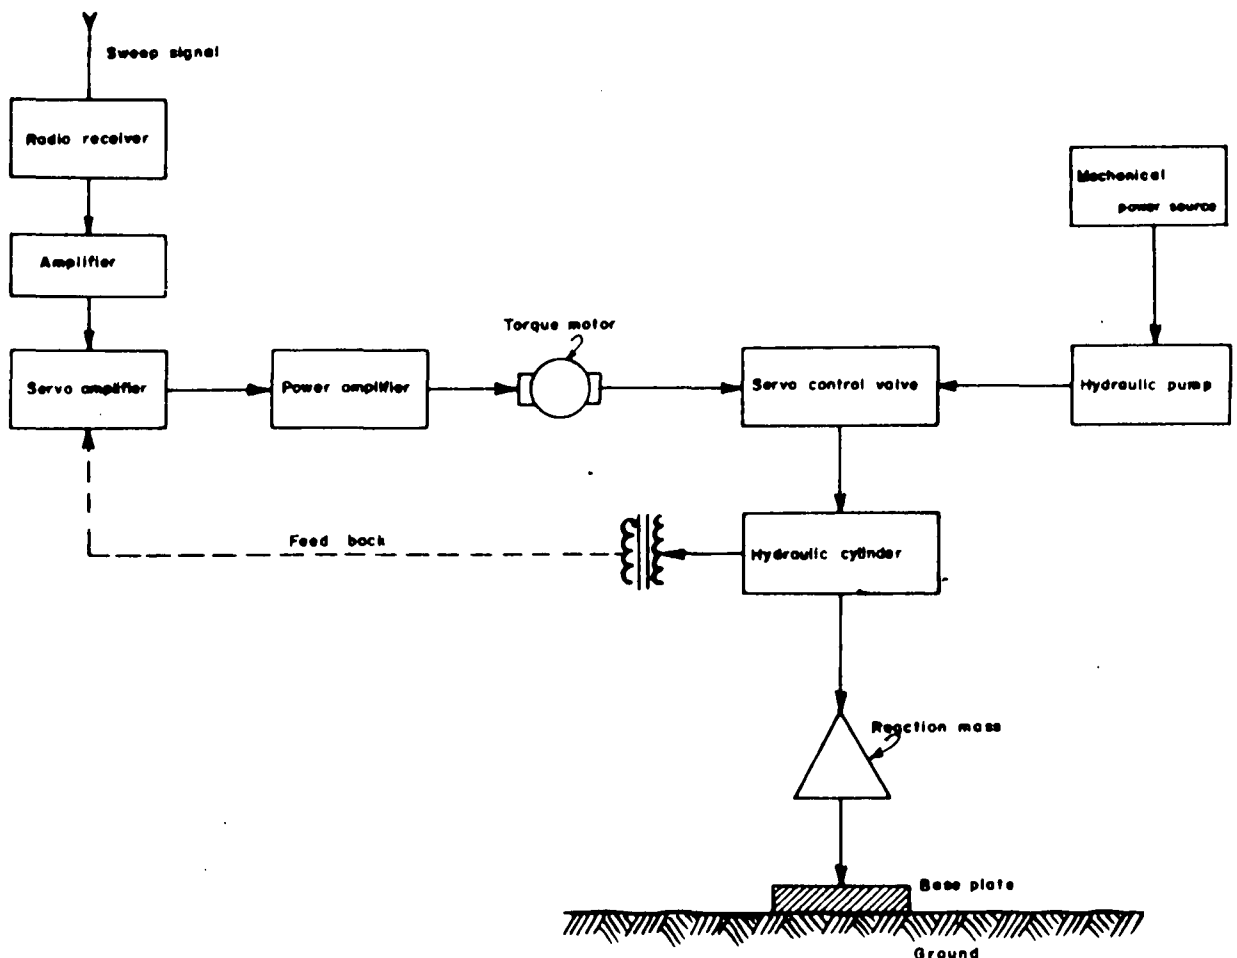 Sweep signal
Radio receiver
Mechanical
power source
Amplifier
Torque motor
Servo amplifier
Power amplifier
Servo control valve
Hydraulic pump
Feed back
Hydraulic cylinder
Reaction mass
Base plate
Ground